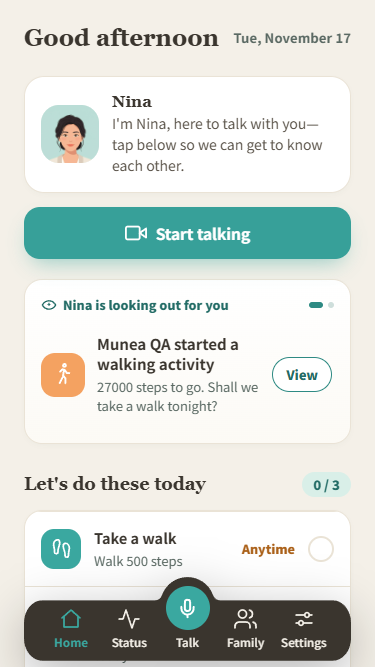 Good afternoon
Tue, November 17
Nina
I'm Nina, here to talk with you—
tap below so we can get to know
each other.
Start talking
Nina is looking out for you
Munea QA started a
walking activity
27000 steps to go. Shall we
take a walk tonight?
View
Let's do these today
0 / 3
Take a walk
Walk 500 steps
Anytime
Home
Status
Talk
Family
Settings